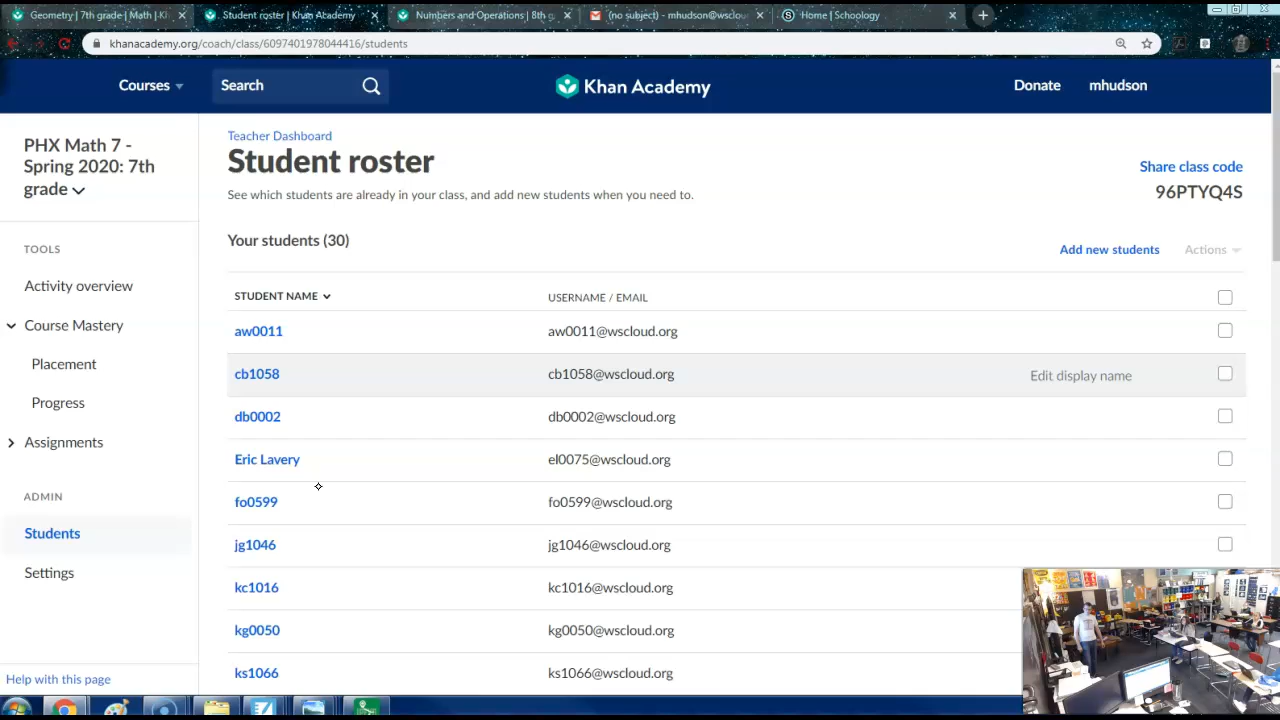 Geometry | 7th grade | Math | K
Student roster | Khan Academy
Numbers and Operations | 8th g
(no subject) - mhudson@wsclou
Home | Schoology
khanacademy.org/coach/class/6097401978044416/students
Courses
Search
Khan Academy
Donate
mhudson
PHX Math 7 -
Spring 2020: 7th
grade
TOOLS
Activity overview
Course Mastery
Placement
Progress
Assignments
ADMIN
Students
Settings
Help with this page
Teacher Dashboard
Student roster
See which students are already in your class, and add new students when you need to.
Share class code
96PTYQ4S
Your students (30)
Add new students
Actions
STUDENT NAME USERNAME / EMAIL
aw0011 aw0011@wscloud.org
cb1058 cb1058@wscloud.org Edit display name
db0002 db0002@wscloud.org
Eric Lavery el0075@wscloud.org
fo0599 fo0599@wscloud.org
jg1046 jg1046@wscloud.org
kc1016 kc1016@wscloud.org
kg0050 kg0050@wscloud.org
ks1066 ks1066@wscloud.org